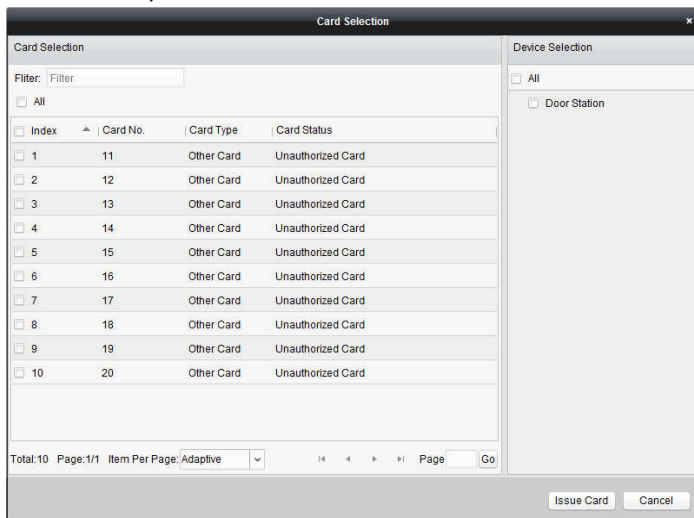 Card Selection ×
Card Selection
Device Selection
Fliter: Filter
All
All
Door Station
Index Card No. Card Type Card Status
1 11 Other Card Unauthorized Card
2 12 Other Card Unauthorized Card
3 13 Other Card Unauthorized Card
4 14 Other Card Unauthorized Card
5 15 Other Card Unauthorized Card
6 16 Other Card Unauthorized Card
7 17 Other Card Unauthorized Card
8 18 Other Card Unauthorized Card
9 19 Other Card Unauthorized Card
10 20 Other Card Unauthorized Card
Total:10 Page:1/1 Item Per Page: Adaptive Page Go
Issue Card Cancel